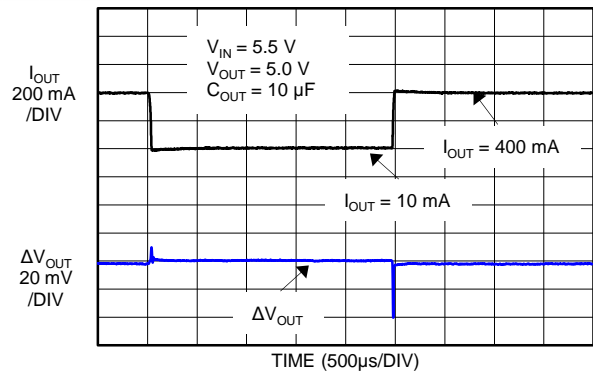 V_IN = 5.5 V
V_OUT = 5.0 V
C_OUT = 10 µF
I_OUT
200 mA
/DIV
I_OUT = 400 mA
I_OUT = 10 mA
ΔV_OUT
20 mV
/DIV
ΔV_OUT
TIME (500µs/DIV)